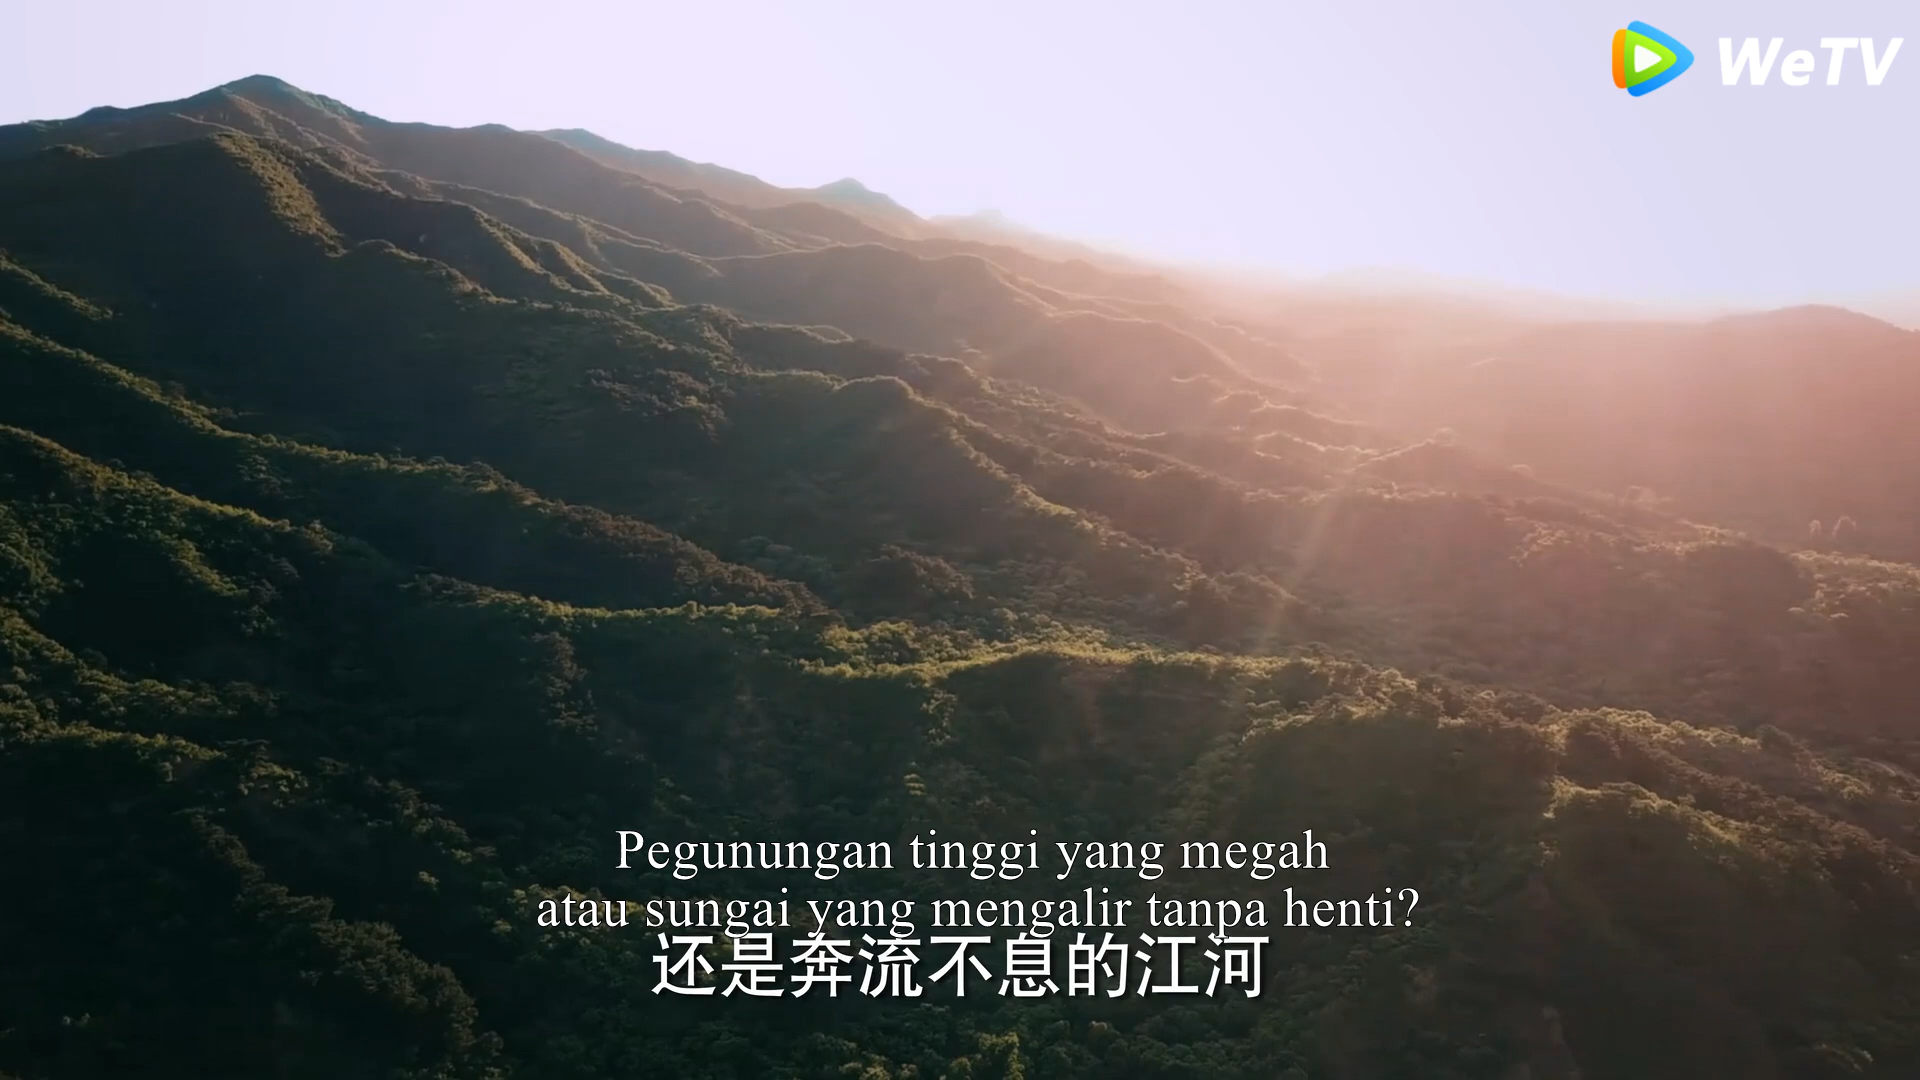 WeTV
Pegunungan tinggi yang megah
atau sungai yang mengalir tanpa henti?
还是奔流不息的江河